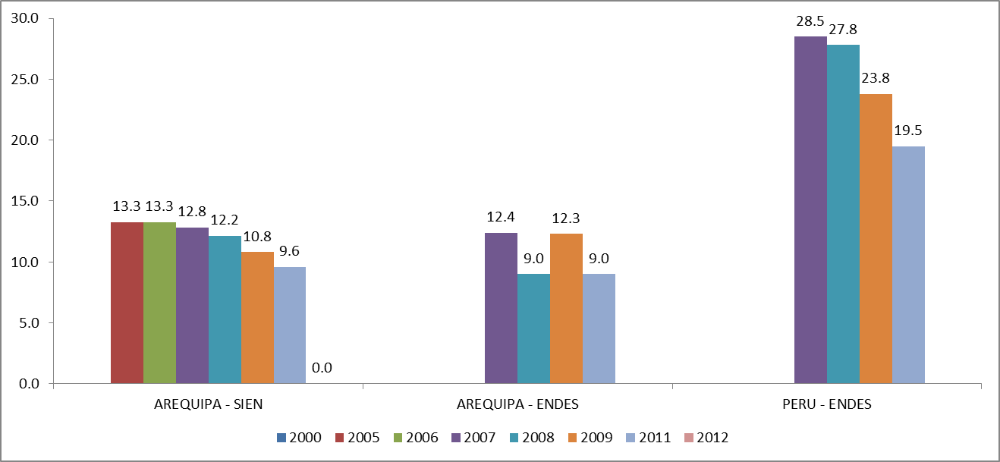 30.0
25.0
20.0
15.0
10.0
5.0
0.0
13.3 13.3 12.8 12.2 10.8 9.6 0.0
12.4 9.0 12.3 9.0
28.5 27.8 23.8 19.5
AREQUIPA - SIEN AREQUIPA - ENDES PERU - ENDES
2000 2005 2006 2007 2008 2009 2011 2012